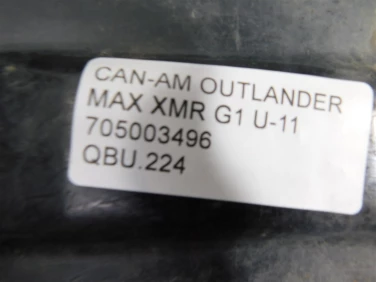 CAN-AM OUTLANDER
MAX XMR G1 U-11
705003496
QBU.224